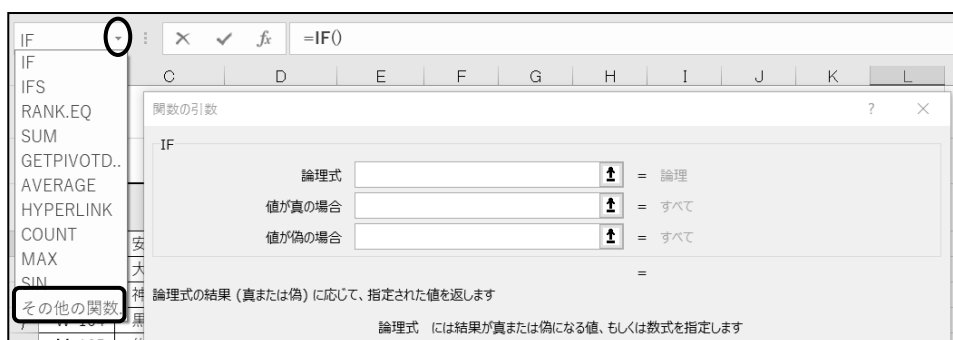 IF
=IF()
IF
IFS
RANK.EQ
SUM
GETPIVOTD..
AVERAGE
HYPERLINK
COUNT
MAX
SIN
その他の関数.
C D E F G H I J K L
関数の引数 ? ×
IF
論理式 = 論理
値が真の場合 = すべて
値が偽の場合 = すべて
=
論理式の結果 (真または偽) に応じて、指定された値を返します
論理式 には結果が真または偽になる値、もしくは数式を指定します
安
大
神
黒